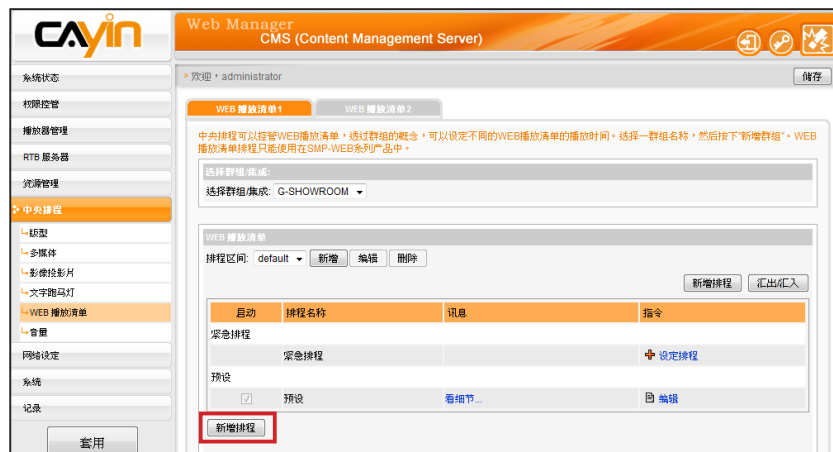 CAYIN
Web Manager
CMS (Content Management Server)
> 欢迎，administrator
储存
系统状态
权限控管
播放器管理
RTB 服务器
资源管理
中央排程
版型
多媒体
影像投影片
文字跑马灯
WEB 播放清单
音量
网络设定
系统
记录
套用
WEB 播放清单1
WEB 播放清单2
中央排程可以控管WEB播放清单，透过群组的概念，可以设定不同的WEB播放清单的播放时间。选择一群组名称，然后按下"新增群组"。WEB
播放清单排程只能使用在SMP-WEB系列产品中。
选择群组/集成:
选择群组/集成: G-SHOWROOM
WEB 播放清单
排程区间: default 新增 编辑 删除
新增排程 汇出/汇入
启动 排程名称 讯息 指令
紧急排程
紧急排程 设定排程
预设
预设 看细节... 编辑
新增排程